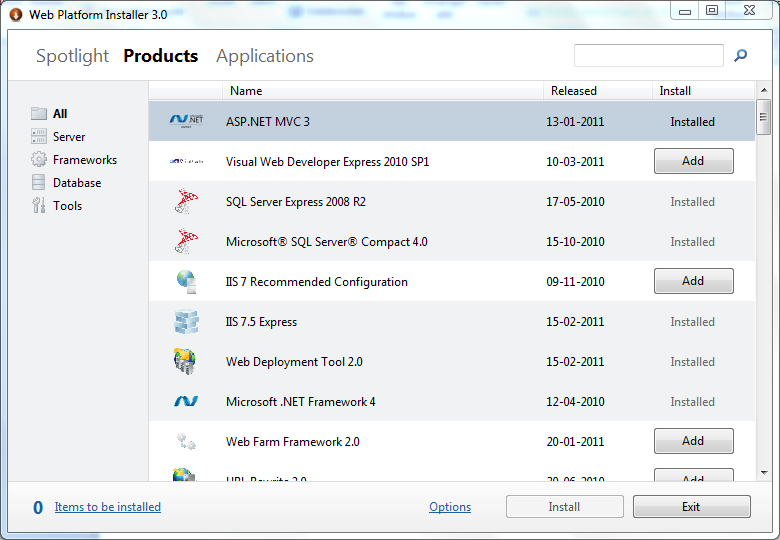 Web Platform Installer 3.0
Spotlight Products Applications
Name Released Install
All
Server
Frameworks
Database
Tools
.NET ASP.NET MVC 3 13-01-2011 Installed
Visual Web Developer Express 2010 SP1 10-03-2011 Add
SQL Server Express 2008 R2 17-05-2010 Installed
Microsoft® SQL Server® Compact 4.0 15-10-2010 Installed
IIS 7 Recommended Configuration 09-11-2010 Add
IIS 7.5 Express 15-02-2011 Installed
Web Deployment Tool 2.0 15-02-2011 Installed
Microsoft .NET Framework 4 12-04-2010 Installed
Web Farm Framework 2.0 20-01-2011 Add
URL Rewrite 2.0 Add
0 Items to be installed Options Install Exit